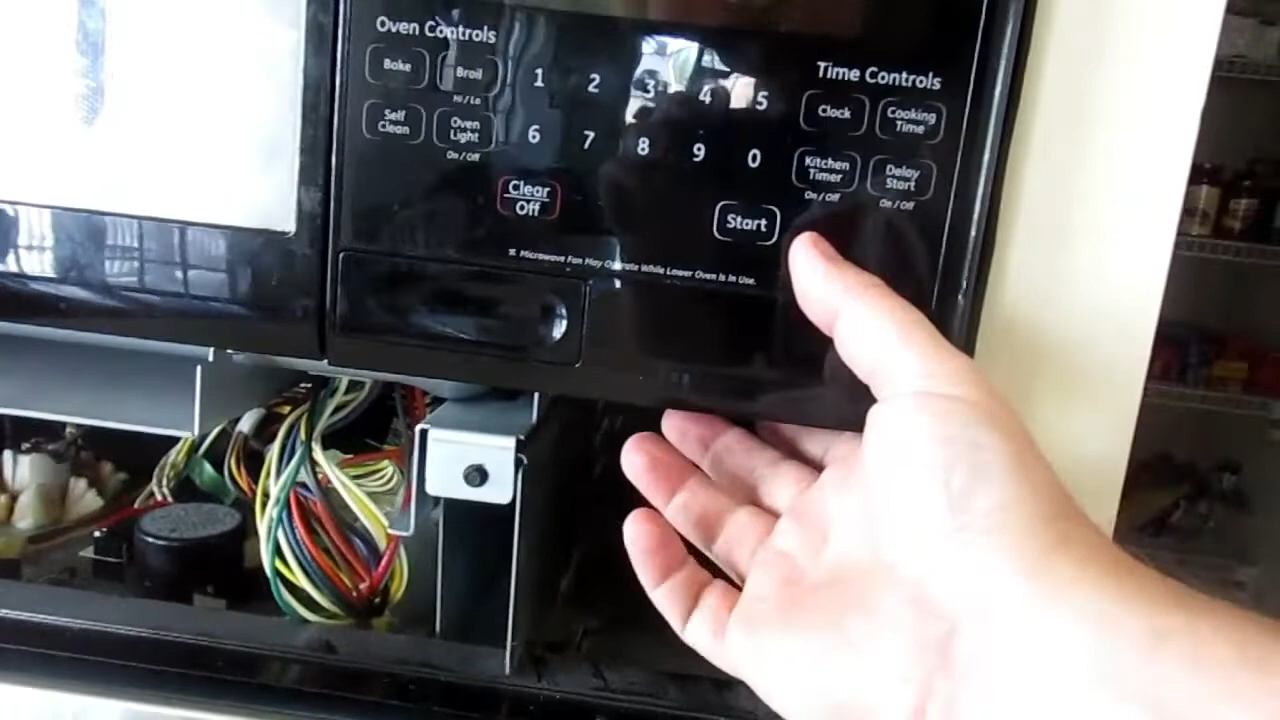 Oven Controls
Bake
Broil
Hi / Lo
Self
Clean
Oven
Light
On / Off
1 2 3 4 5
6 7 8 9 0
Clear
Off
Start
Time Controls
Clock
Cooking
Time
Kitchen
Timer
On / Off
Delay
Start
On / Off
Microwave Fan May Operate While Lower Oven Is In Use.